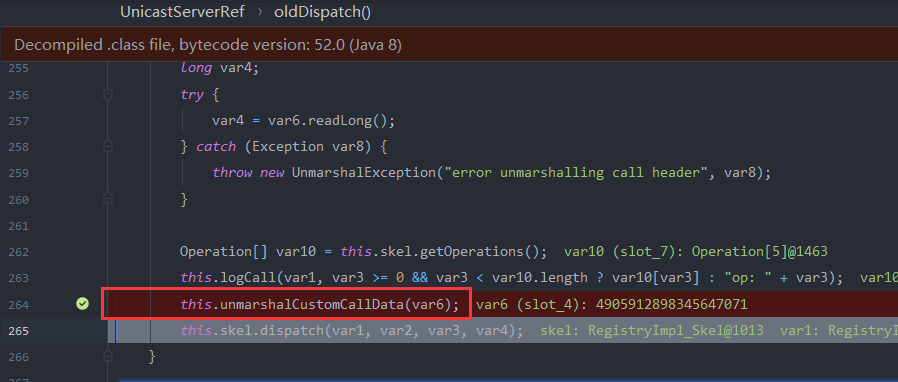 UnicastServerRef › oldDispatch()
Decompiled .class file, bytecode version: 52.0 (Java 8)
255 long var4;
256 try {
257 var4 = var6.readLong();
258 } catch (Exception var8) {
259 throw new UnmarshalException("error unmarshalling call header", var8);
260 }
261
262 Operation[] var10 = this.skel.getOperations(); var10 (slot_7): Operation[5]@1463
263 this.logCall(var1, var3 >= 0 && var3 < var10.length ? var10[var3] : "op: " + var3); var10
264 this.unmarshalCustomCallData(var6); var6 (slot_4): 4905912898345647071
265 this.skel.dispatch(var1, var2, var3, var4); skel: RegistryImpl_Skel@1013 var1: RegistryI
266 }